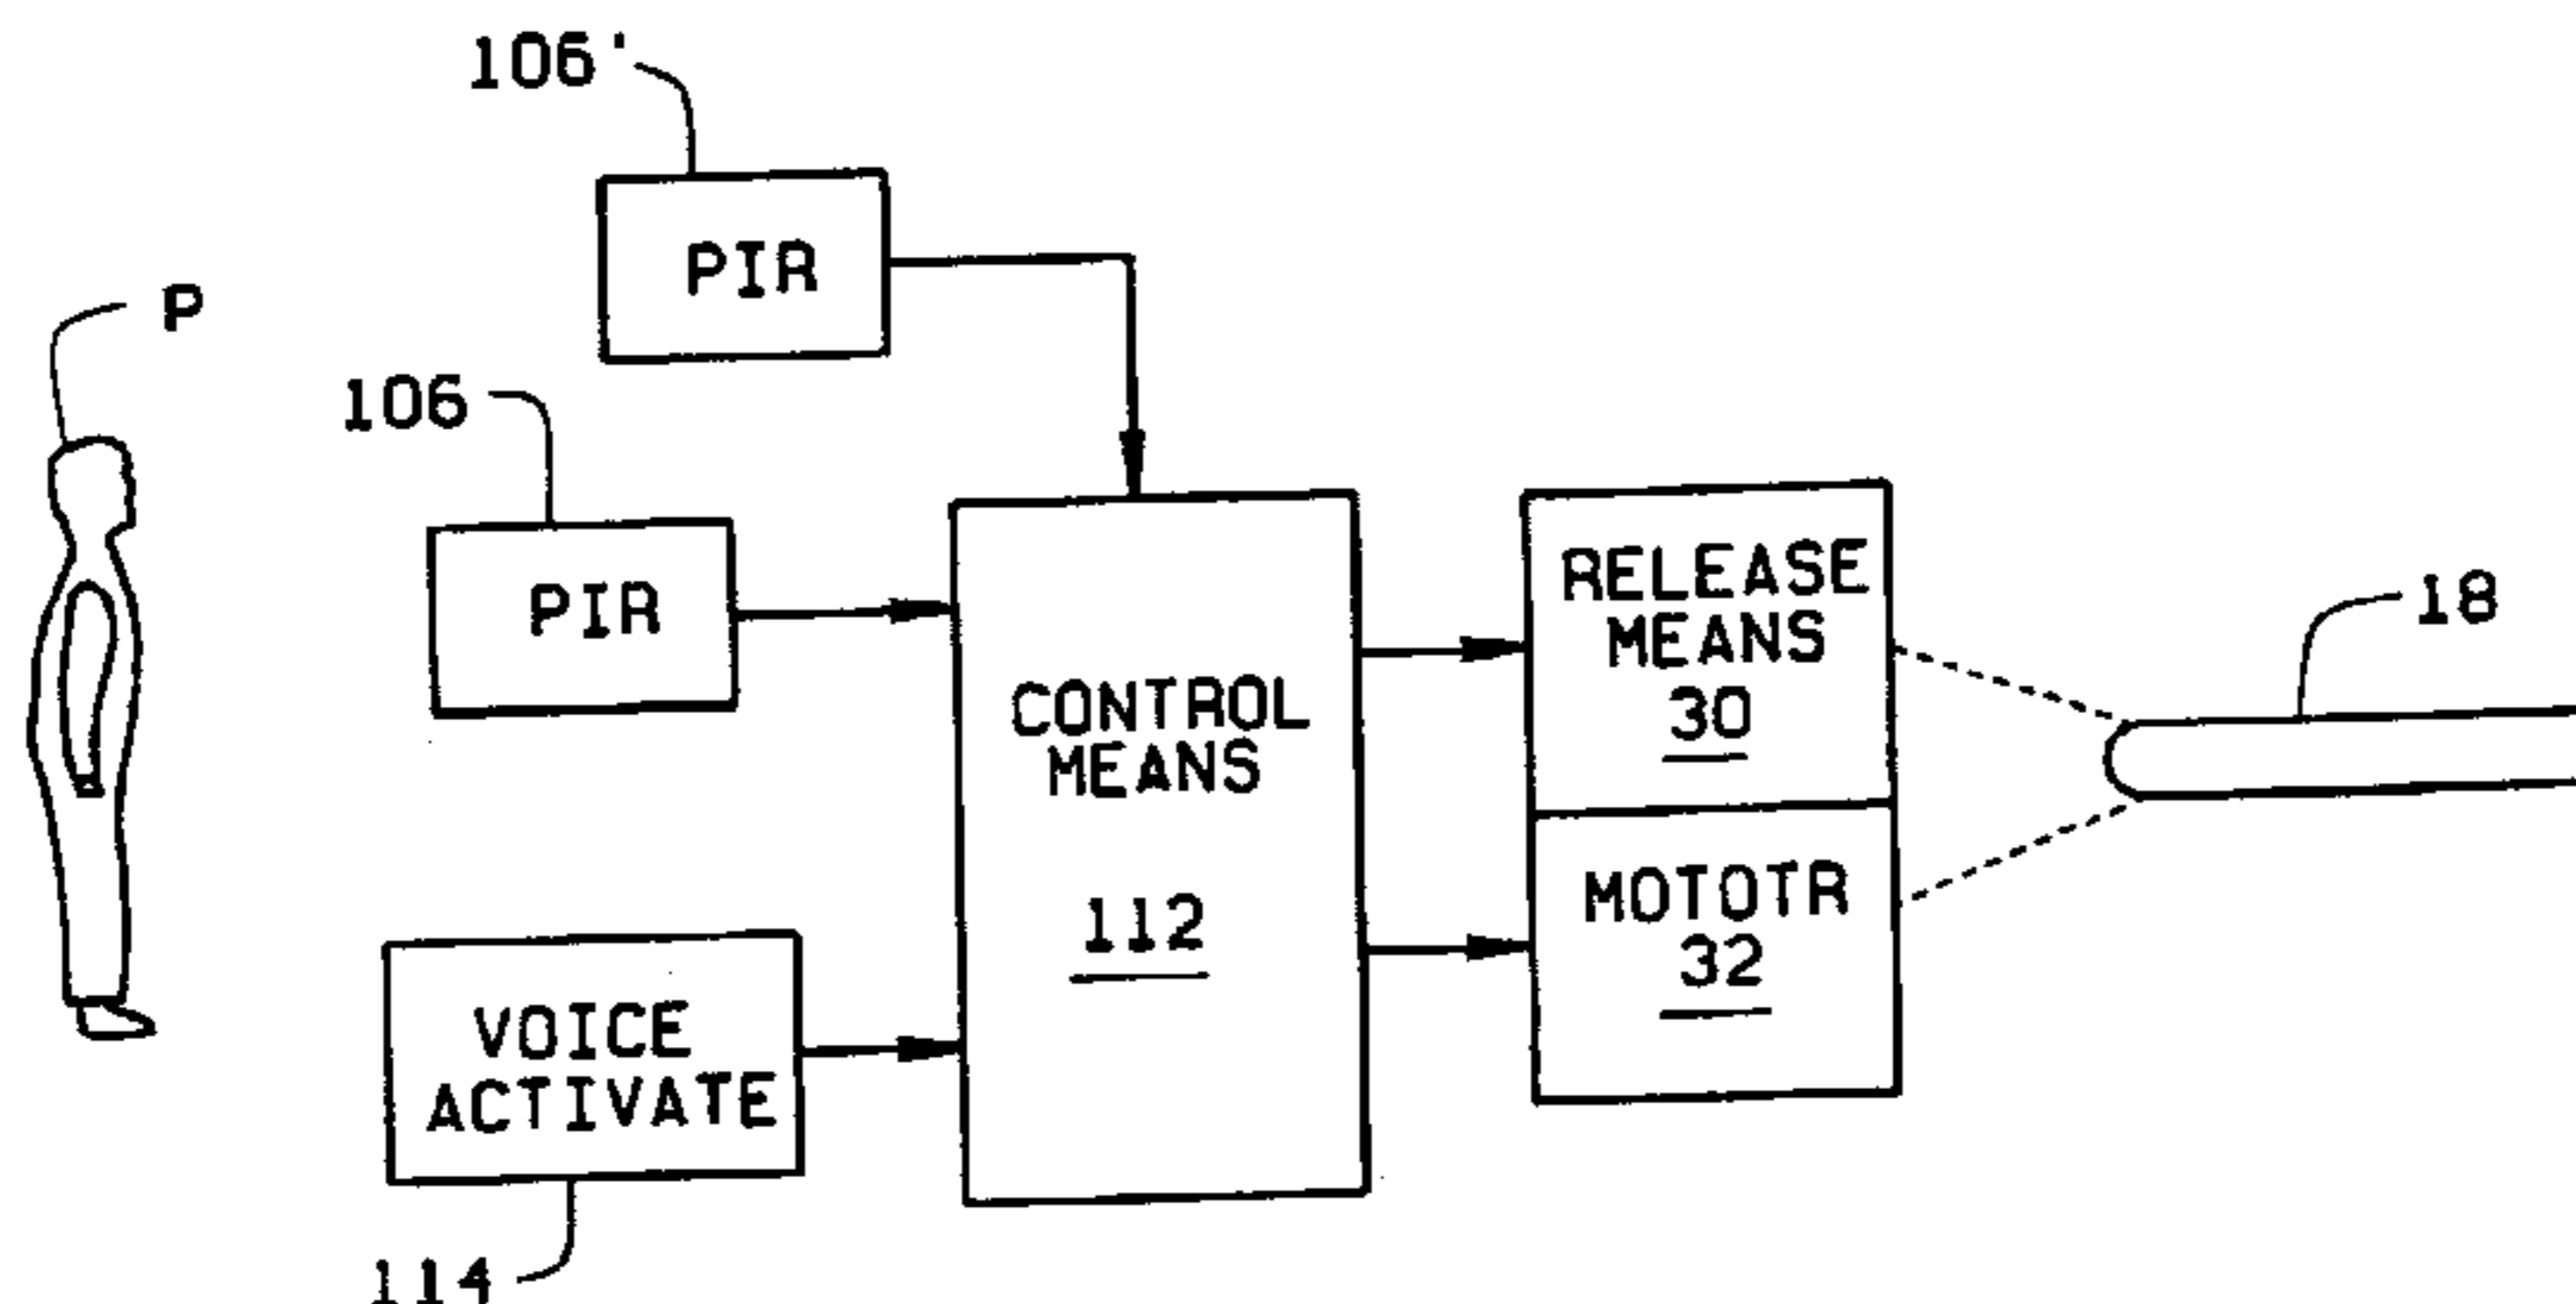 106'
PIR
P
106
PIR
CONTROL
MEANS
112
RELEASE
MEANS
30
MOTOTR
32
18
VOICE
ACTIVATE
114